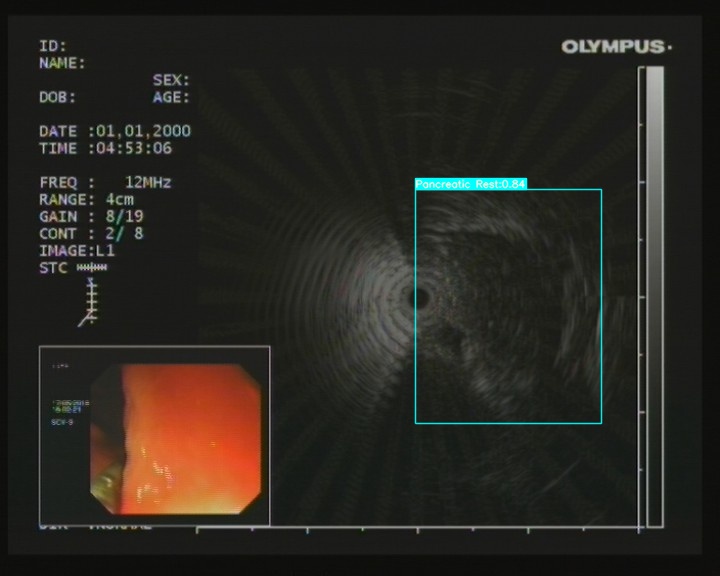 ID:
NAME:
SEX:
DOB: AGE:
DATE :01,01,2000
TIME :04:53:06
FREQ : 12MHz
RANGE: 4cm
GAIN : 8/19
CONT : 2/ 8
IMAGE:L1
STC
OLYMPUS
Pancreatic Rest:0.84